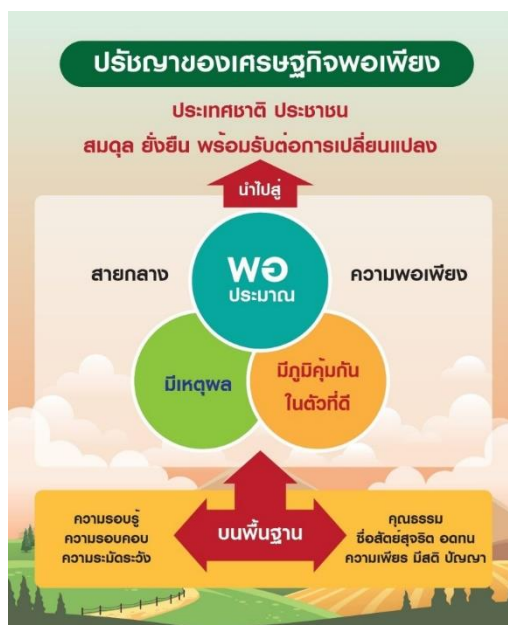 ปรัชญาของเศรษฐกิจพอเพียง
ประเทศชาติ ประชาชน
สมดุล ยั่งยืน พร้อมรับต่อการเปลี่ยนแปลง
นำไปสู่
สายกลาง
พอ
ประมาณ
ความพอเพียง
มีเหตุผล
มีภูมิคุ้มกัน
ในตัวที่ดี
ความรอบรู้
ความรอบคอบ
ความระมัดระวัง
บนพื้นฐาน
คุณธรรม
ซื่อสัตย์สุจริต อดทน
ความเพียร มีสติ ปัญญา